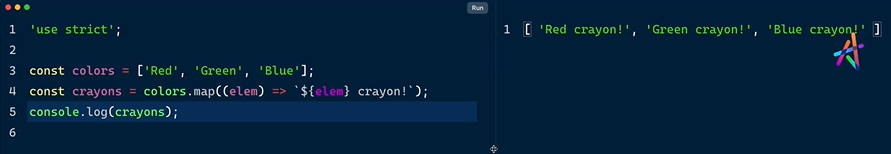 Run
1 'use strict';
2
3 const colors = ['Red', 'Green', 'Blue'];
4 const crayons = colors.map((elem) => `${elem} crayon!`);
5 console.log(crayons);
6
1 [ 'Red crayon!', 'Green crayon!', 'Blue crayon!' ]